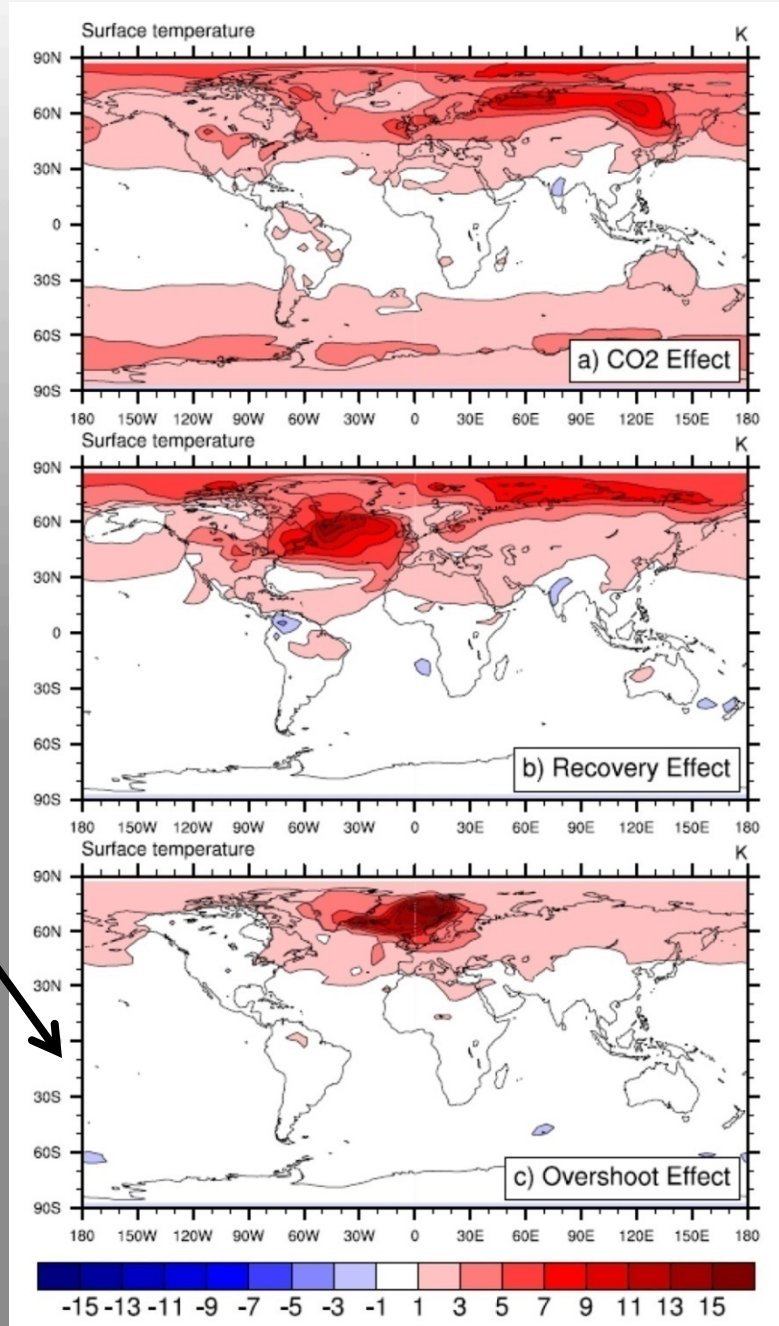 Surface temperature K
90N
60N
30N
0
30S
60S
90S
3
a) CO2 Effect
180 150W 120W 90W 60W 30W 0 30E 60E 90E 120E 150E 180
Surface temperature K
90N
60N
30N
0
30S
60S
90S
3
3
b) Recovery Effect
180 150W 120W 90W 60W 30W 0 30E 60E 90E 120E 150E 180
Surface temperature K
90N
60N
30N
30S
60S
90S
c) Overshoot Effect
180 150W 120W 90W 60W 30W 0 30E 60E 90E 120E 150E 180
-15 -13 -11 -9 -7 -5 -3 -1 1 3 5 7 9 11 13 15